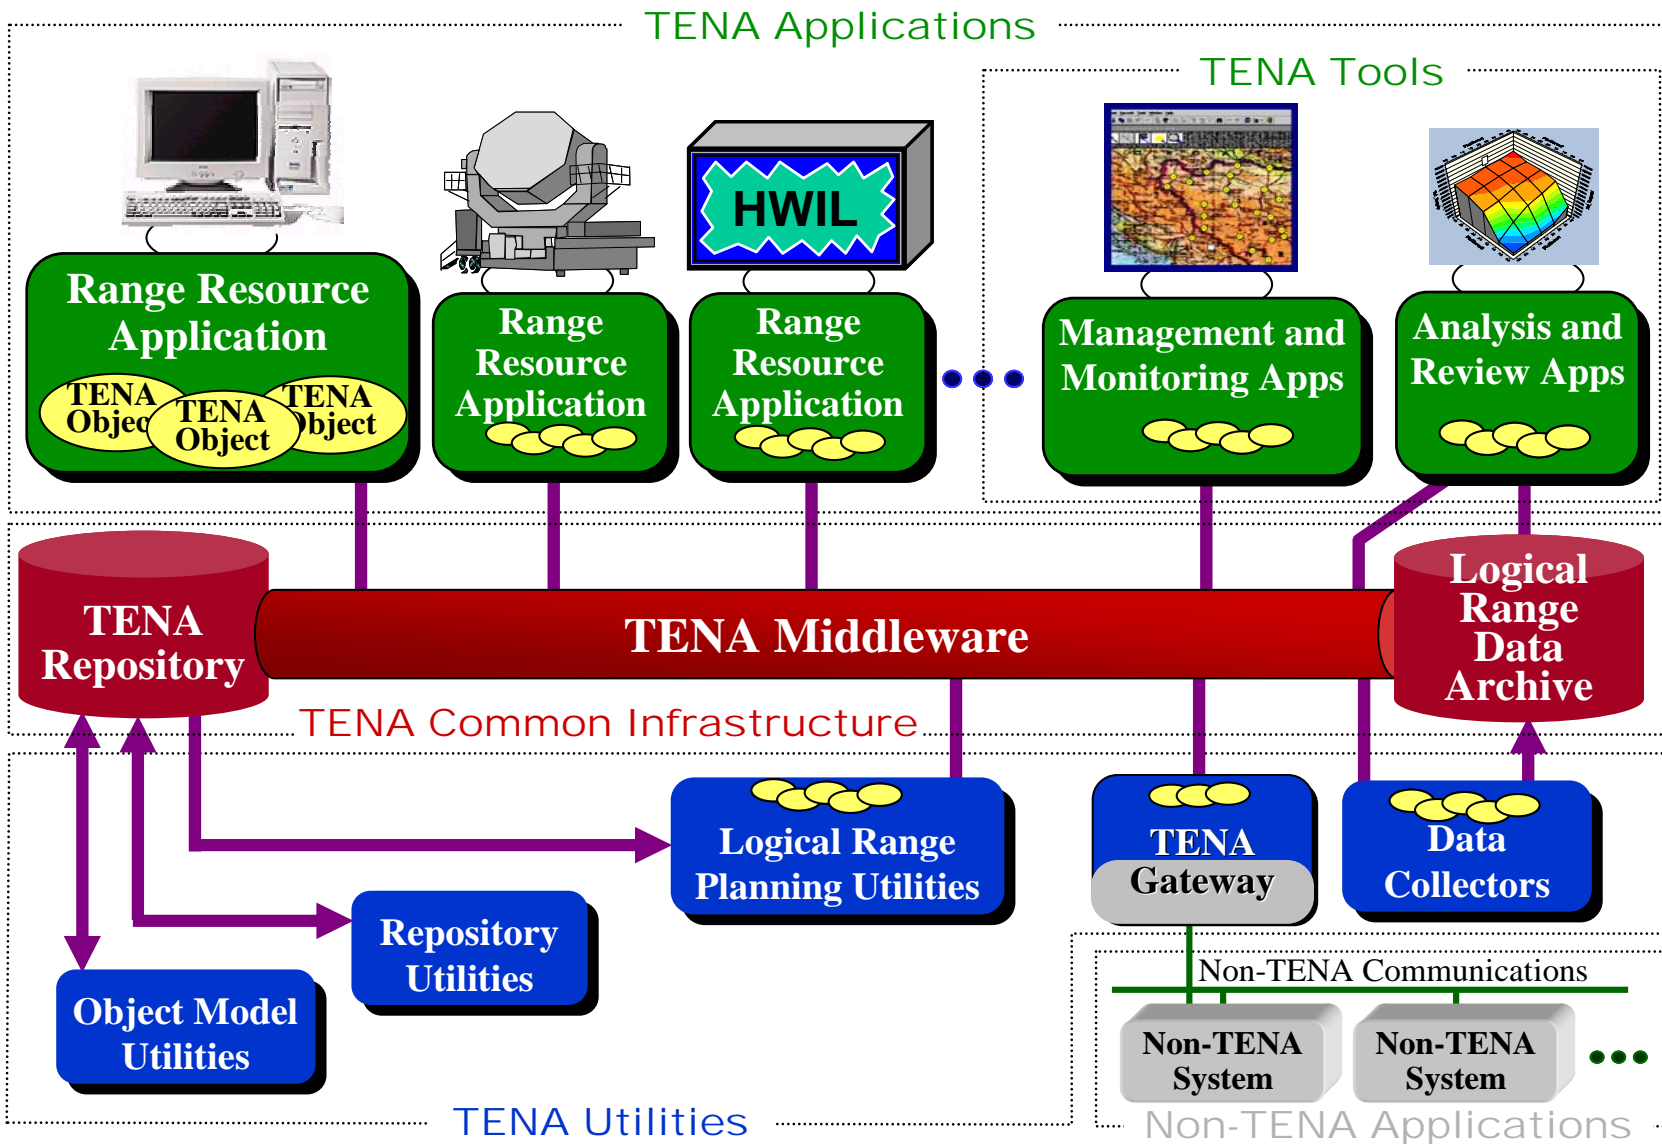 TENA Applications
TENA Tools
HWIL
Range Resource
Application
TENA
Object
TENA
Object
TENA
Object
Range
Resource
Application
Range
Resource
Application
Management and
Monitoring Apps
Analysis and
Review Apps
TENA
Repository
TENA Middleware
Logical
Range
Data
Archive
TENA Common Infrastructure
Logical Range
Planning Utilities
TENA
Gateway
Data
Collectors
Repository
Utilities
Object Model
Utilities
Non-TENA Communications
Non-TENA
System
Non-TENA
System
TENA Utilities
Non-TENA Applications